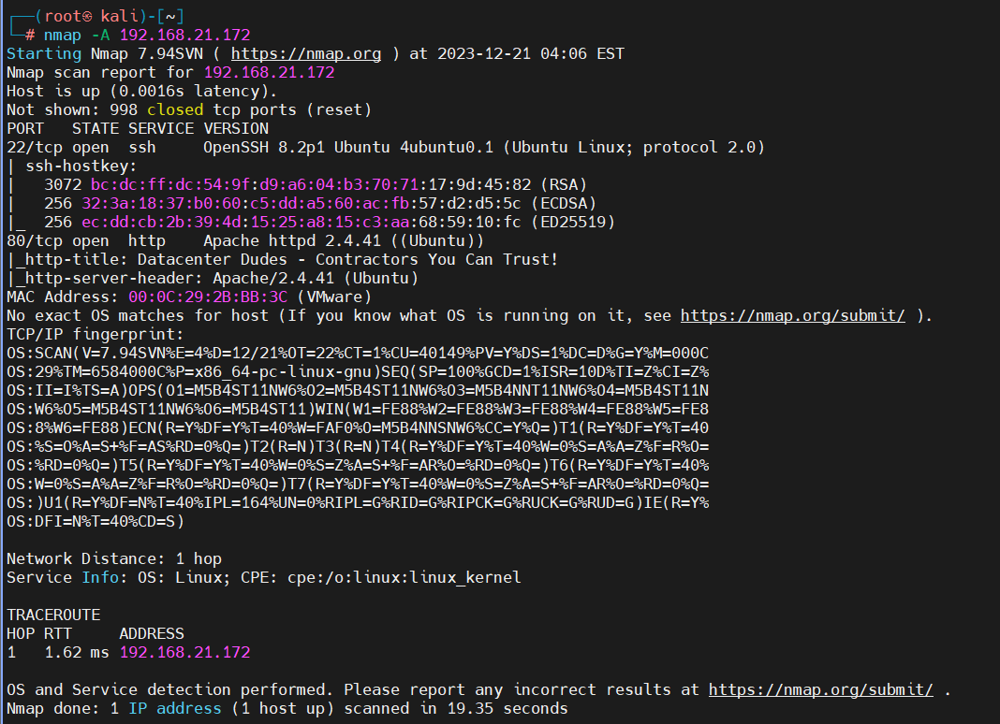 ┌──(root㉿ kali)-[~]
└─# nmap -A 192.168.21.172
Starting Nmap 7.94SVN ( https://nmap.org ) at 2023-12-21 04:06 EST
Nmap scan report for 192.168.21.172
Host is up (0.0016s latency).
Not shown: 998 closed tcp ports (reset)
PORT   STATE SERVICE VERSION
22/tcp open  ssh     OpenSSH 8.2p1 Ubuntu 4ubuntu0.1 (Ubuntu Linux; protocol 2.0)
| ssh-hostkey:
|   3072 bc:dc:ff:dc:54:9f:d9:a6:04:b3:70:71:17:9d:45:82 (RSA)
|   256 32:3a:18:37:b0:60:c5:dd:a5:60:ac:fb:57:d2:d5:5c (ECDSA)
|_  256 ec:dd:cb:2b:39:4d:15:25:a8:15:c3:aa:68:59:10:fc (ED25519)
80/tcp open  http    Apache httpd 2.4.41 ((Ubuntu))
|_http-title: Datacenter Dudes - Contractors You Can Trust!
|_http-server-header: Apache/2.4.41 (Ubuntu)
MAC Address: 00:0C:29:2B:BB:3C (VMware)
No exact OS matches for host (If you know what OS is running on it, see https://nmap.org/submit/ ).
TCP/IP fingerprint:
OS:SCAN(V=7.94SVN%E=4%D=12/21%OT=22%CT=1%CU=40149%PV=Y%DS=1%DC=D%G=Y%M=000C
OS:29%TM=6584000C%P=x86_64-pc-linux-gnu)SEQ(SP=100%GCD=1%ISR=10D%TI=Z%CI=Z%
OS:II=I%TS=A)OPS(O1=M5B4ST11NW6%O2=M5B4ST11NW6%O3=M5B4NNT11NW6%O4=M5B4ST11N
OS:W6%O5=M5B4ST11NW6%O6=M5B4ST11)WIN(W1=FE88%W2=FE88%W3=FE88%W4=FE88%W5=FE8
OS:8%W6=FE88)ECN(R=Y%DF=Y%T=40%W=FAF0%O=M5B4NNSNW6%CC=Y%Q=)T1(R=Y%DF=Y%T=40
OS:%S=O%A=S+%F=AS%RD=0%Q=)T2(R=N)T3(R=N)T4(R=Y%DF=Y%T=40%W=0%S=A%A=Z%F=R%O=
OS:%RD=0%Q=)T5(R=Y%DF=Y%T=40%W=0%S=Z%A=S+%F=AR%O=%RD=0%Q=)T6(R=Y%DF=Y%T=40%
OS:W=0%S=A%A=Z%F=R%O=%RD=0%Q=)T7(R=Y%DF=Y%T=40%W=0%S=Z%A=S+%F=AR%O=%RD=0%Q=
OS:)U1(R=Y%DF=N%T=40%IPL=164%UN=0%RIPL=G%RID=G%RIPCK=G%RUCK=G%RUD=G)IE(R=Y%
OS:DFI=N%T=40%CD=S)
Network Distance: 1 hop
Service Info: OS: Linux; CPE: cpe:/o:linux:linux_kernel
TRACEROUTE
HOP RTT     ADDRESS
1   1.62 ms 192.168.21.172
OS and Service detection performed. Please report any incorrect results at https://nmap.org/submit/ .
Nmap done: 1 IP address (1 host up) scanned in 19.35 seconds